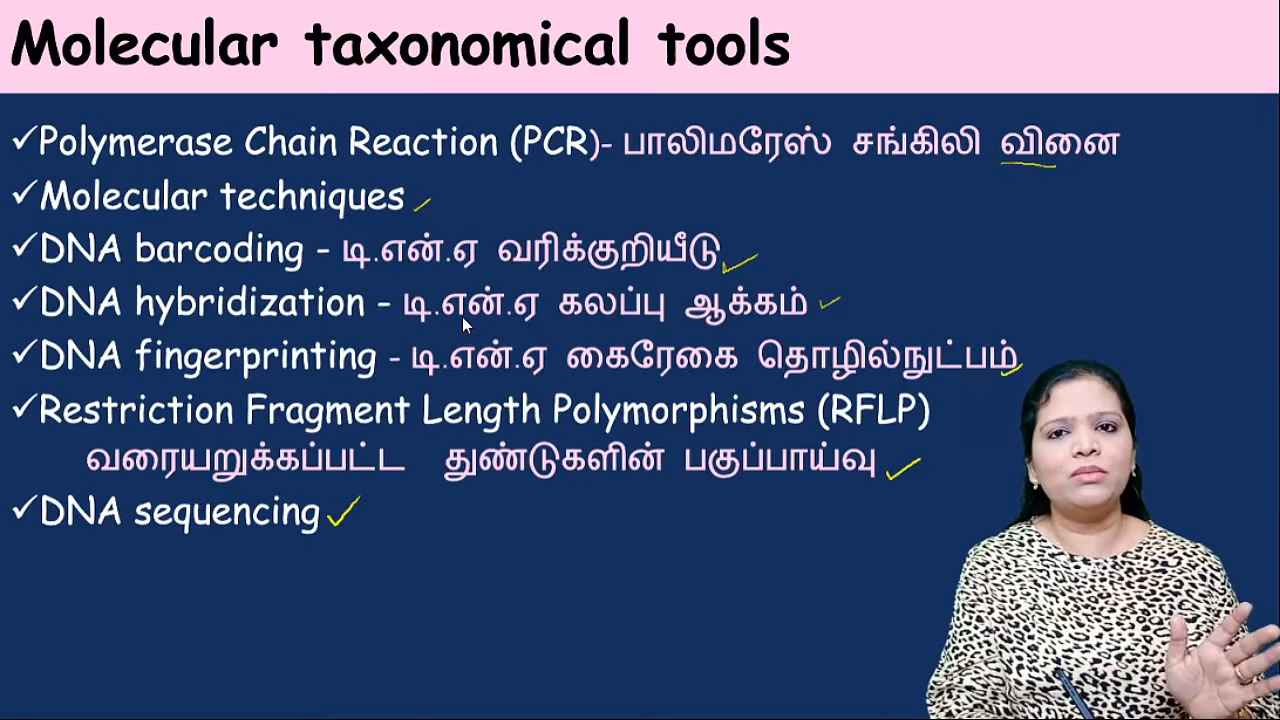 Molecular taxonomical tools
✓Polymerase Chain Reaction (PCR)- பாலிமரேஸ் சங்கிலி வினை
✓Molecular techniques
✓DNA barcoding - டி.என்.ஏ வரிக்குறியீடு
✓DNA hybridization - டி.என்.ஏ கலப்பு ஆக்கம்
✓DNA fingerprinting - டி.என்.ஏ கைரேகை தொழில்நுட்பம்
✓Restriction Fragment Length Polymorphisms (RFLP)
வரையறுக்கப்பட்ட துண்டுகளின் பகுப்பாய்வு
✓DNA sequencing